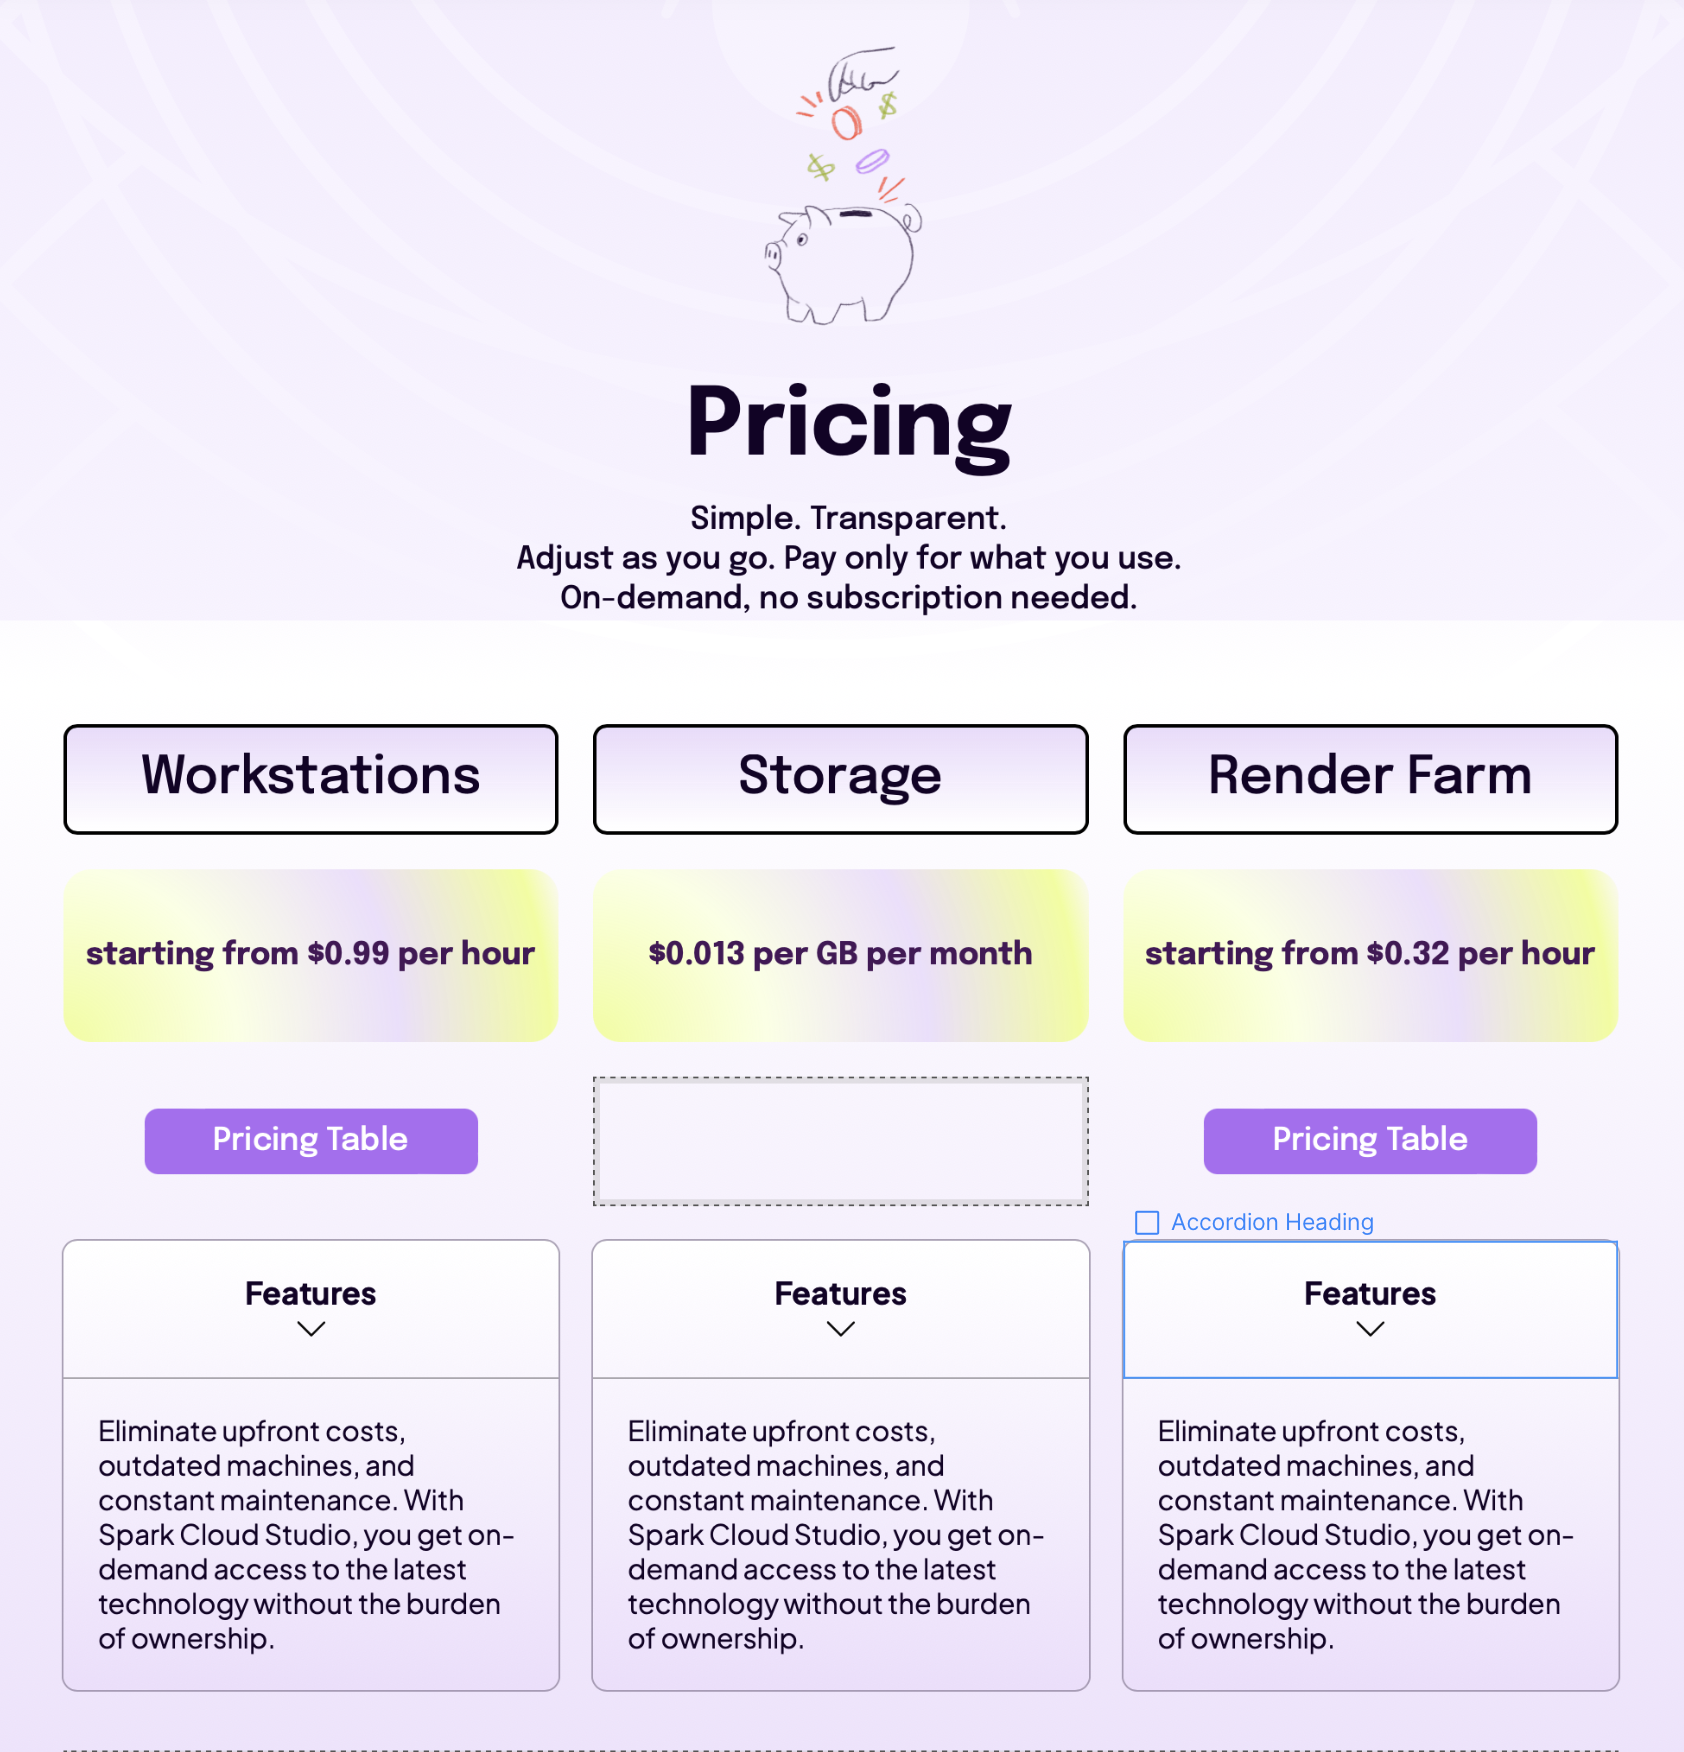 Pricing
Simple. Transparent.
Adjust as you go. Pay only for what you use.
On-demand, no subscription needed.
Workstations
Storage
Render Farm
starting from $0.99 per hour
$0.013 per GB per month
starting from $0.32 per hour
Pricing Table
Pricing Table
Accordion Heading
Features
Features
Features
Eliminate upfront costs,
outdated machines, and
constant maintenance. With
Spark Cloud Studio, you get on-
demand access to the latest
technology without the burden
of ownership.
Eliminate upfront costs,
outdated machines, and
constant maintenance. With
Spark Cloud Studio, you get on-
demand access to the latest
technology without the burden
of ownership.
Eliminate upfront costs,
outdated machines, and
constant maintenance. With
Spark Cloud Studio, you get on-
demand access to the latest
technology without the burden
of ownership.